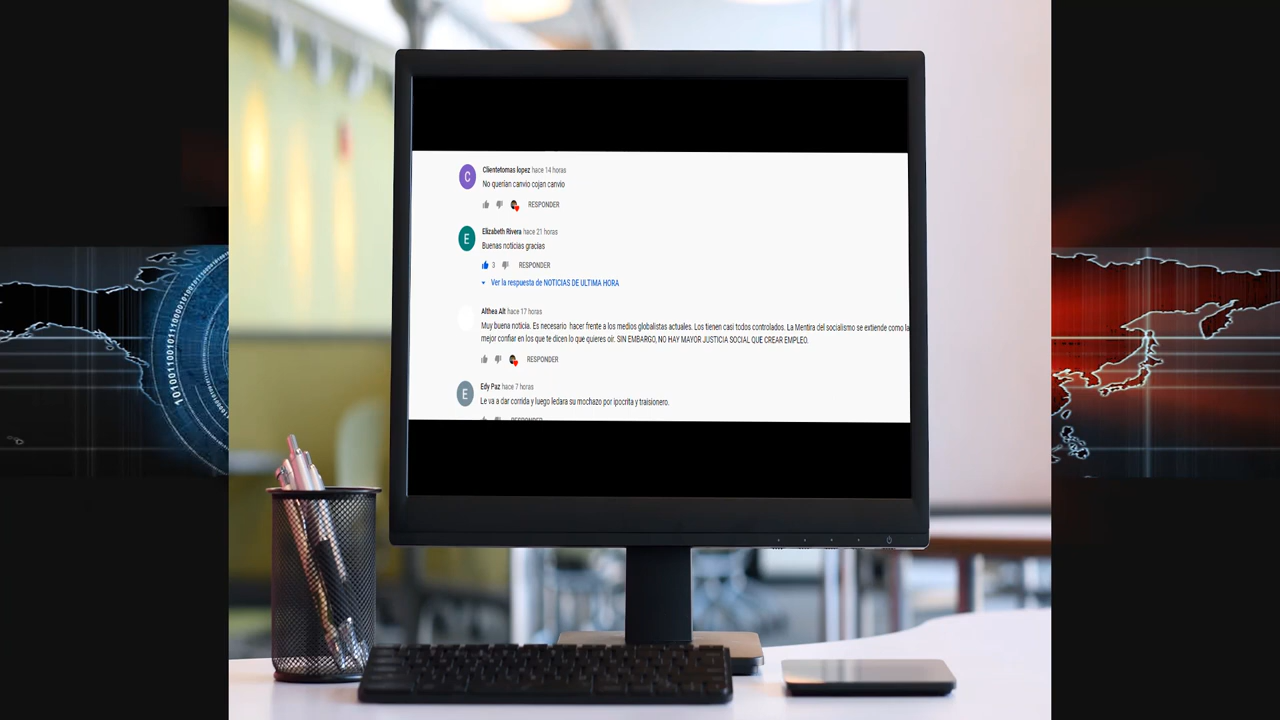 Clientetomas lopez hace 14 horas
No querían canvio cojan canvio
RESPONDER
Elizabeth Rivera hace 21 horas
Buenas noticias gracias
3 RESPONDER
Ver la respuesta de NOTICIAS DE ULTIMA HORA
Althea Alt hace 17 horas
Muy buena noticia. Es necesario hacer frente a los medios globalistas actuales. Los tienen casi todos controlados. La Mentira del socialismo se extiende como la
mejor confiar en los que te dicen lo que quieres oir. SIN EMBARGO, NO HAY MAYOR JUSTICIA SOCIAL QUE CREAR EMPLEO.
RESPONDER
Edy Paz hace 7 horas
Le va a dar corrida y luego ledara su mochazo por ipocrita y traisionero.
RESPONDER
C
E
E